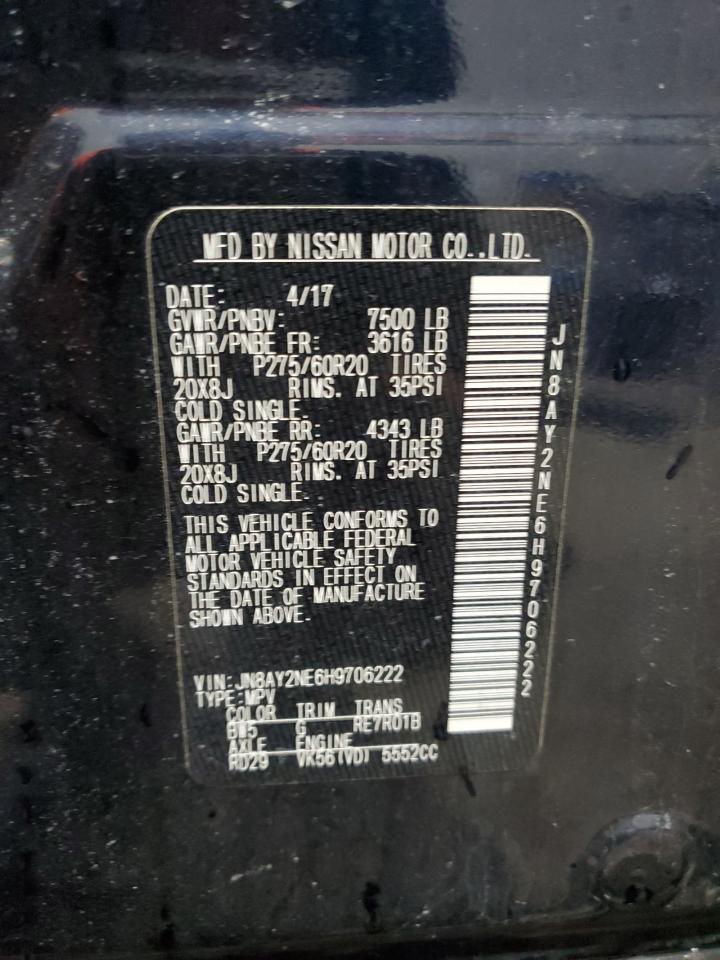 MFD BY NISSAN MOTOR CO.,LTD.
DATE: 4/17
GVWR/PNBV: 7500 LB
GAWR/PNBE FR: 3616 LB
WITH P275/60R20 TIRES
20X8J RIMS. AT 35PSI
COLD SINGLE.
GAWR/PNBE RR: 4343 LB
WITH P275/60R20 TIRES
20X8J RIMS. AT 35PSI
COLD SINGLE.
THIS VEHICLE CONFORMS TO
ALL APPLICABLE FEDERAL
MOTOR VEHICLE SAFETY
STANDARDS IN EFFECT ON
THE DATE OF MANUFACTURE
SHOWN ABOVE.
VIN:JN8AY2NE6H9706222
TYPE:MPV
COLOR TRIM TRANS
BW5 G RE7R01B
AXLE ENGINE
RD29 VK56(VD) 5552CC
JN8AY2NE6H9706222